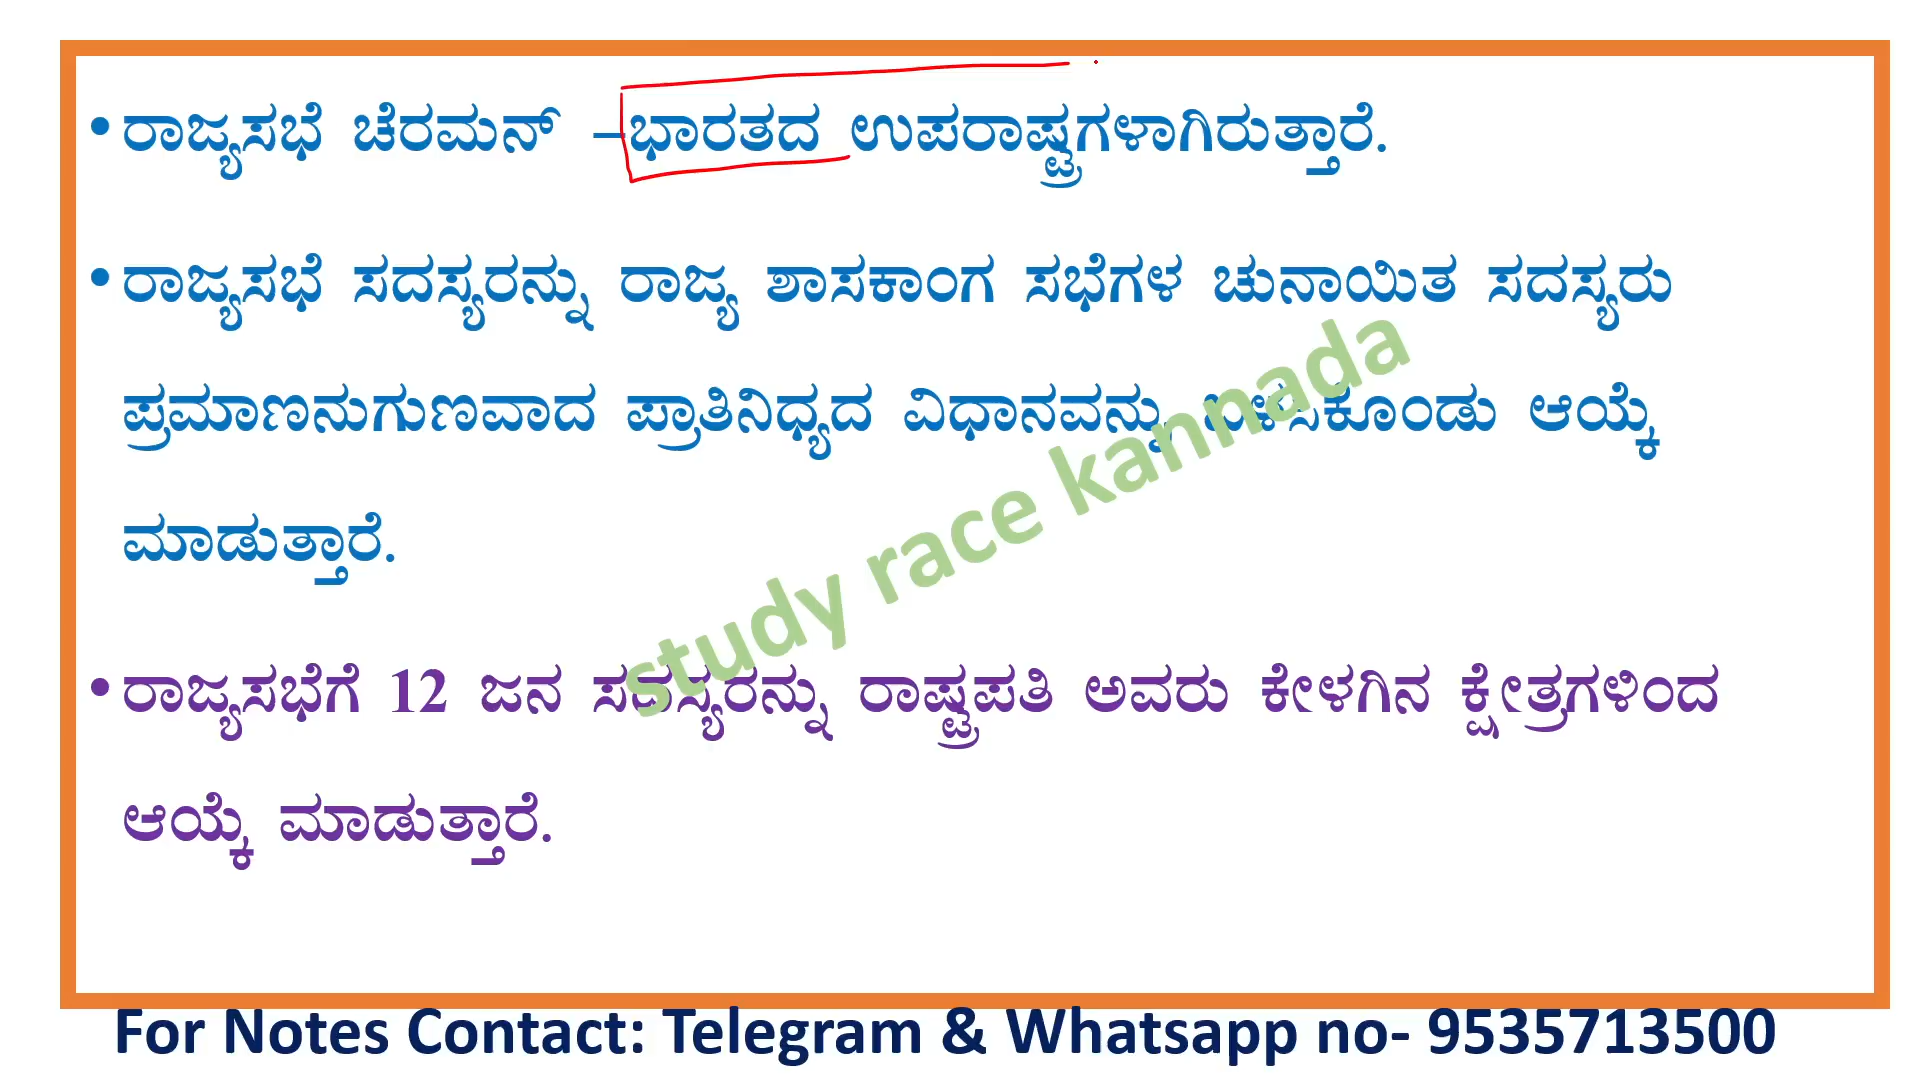 •ರಾಜ್ಯಸಭೆ ಚೆರಮನ್ –ಭಾರತದ ಉಪರಾಷ್ಟ್ರಗಳಾಗಿರುತ್ತಾರೆ.
•ರಾಜ್ಯಸಭೆ ಸದಸ್ಯರನ್ನು ರಾಜ್ಯ ಶಾಸಕಾಂಗ ಸಭೆಗಳ ಚುನಾಯಿತ ಸದಸ್ಯರು
ಪ್ರಮಾಣನುಗುಣವಾದ ಪ್ರಾತಿನಿಧ್ಯದ ವಿಧಾನವನ್ನು ಆಯ್ಕೆ
ಮಾಡುತ್ತಾರೆ.
study race kannada
•ರಾಜ್ಯಸಭೆಗೆ 12 ಜನ ಸದಸ್ಯರನ್ನು ರಾಷ್ಟ್ರಪತಿ ಅವರು ಕೇಳಗಿನ ಕ್ಷೇತ್ರಗಳಿಂದ
ಆಯ್ಕೆ ಮಾಡುತ್ತಾರೆ.
For Notes Contact: Telegram & Whatsapp no- 9535713500